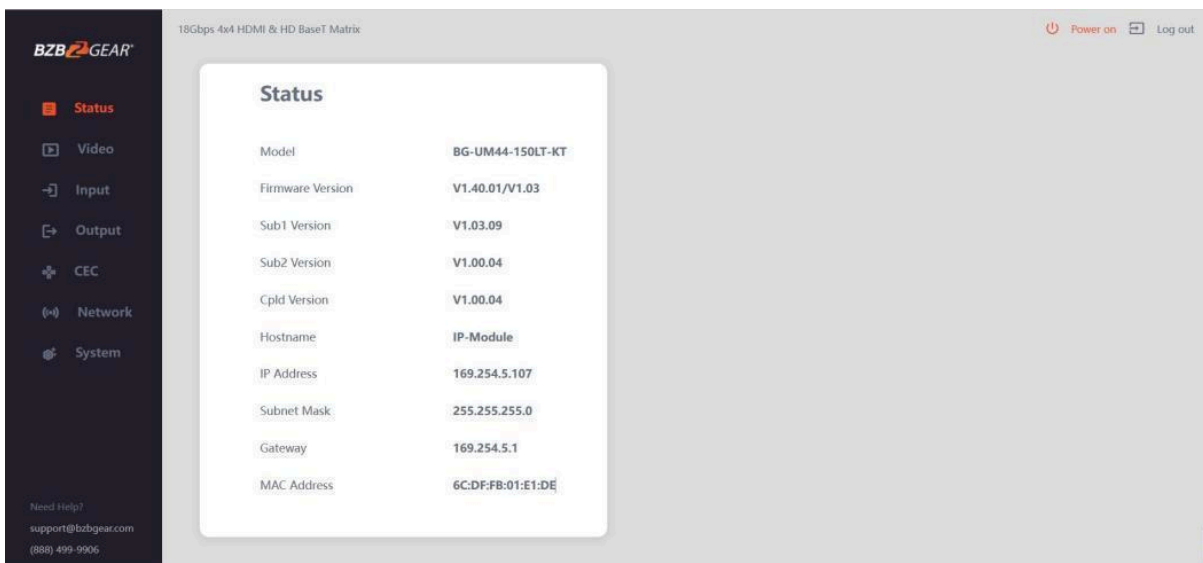 18Gbps 4x4 HDMI & HD BaseT Matrix
Power on
Log out
BZBGEAR®
Status
Video
Input
Output
CEC
Network
System
Need Help?
support@bzbgear.com
(888) 499-9906
Status
Model BG-UM44-150LT-KT
Firmware Version V1.40.01/V1.03
Sub1 Version V1.03.09
Sub2 Version V1.00.04
Cpld Version V1.00.04
Hostname IP-Module
IP Address 169.254.5.107
Subnet Mask 255.255.255.0
Gateway 169.254.5.1
MAC Address 6C:DF:FB:01:E1:DE